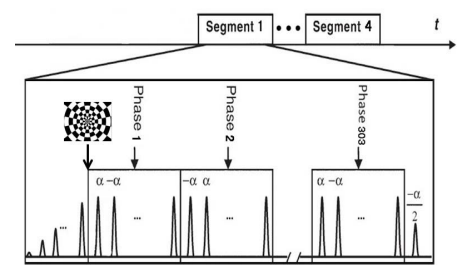 Segment 1 ••• Segment 4 t
Phase 1
Phase 2
Phase 303
α -α
-α α
α -α
-α/2
...
...
...
...